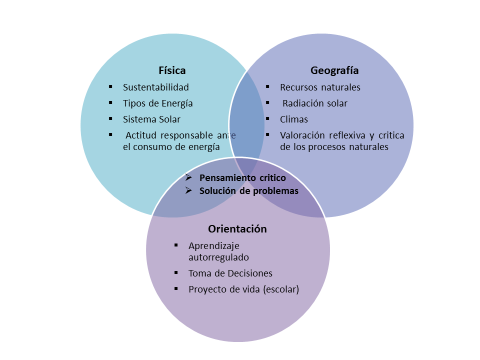 Física
▪ Sustentabilidad
▪ Tipos de Energía
▪ Sistema Solar
▪ Actitud responsable ante
el consumo de energía
Geografía
▪ Recursos naturales
▪ Radiación solar
▪ Climas
▪ Valoración reflexiva y critica
de los procesos naturales
➢ Pensamiento critico
➢ Solución de problemas
Orientación
▪ Aprendizaje
autorregulado
▪ Toma de Decisiones
▪ Proyecto de vida (escolar)